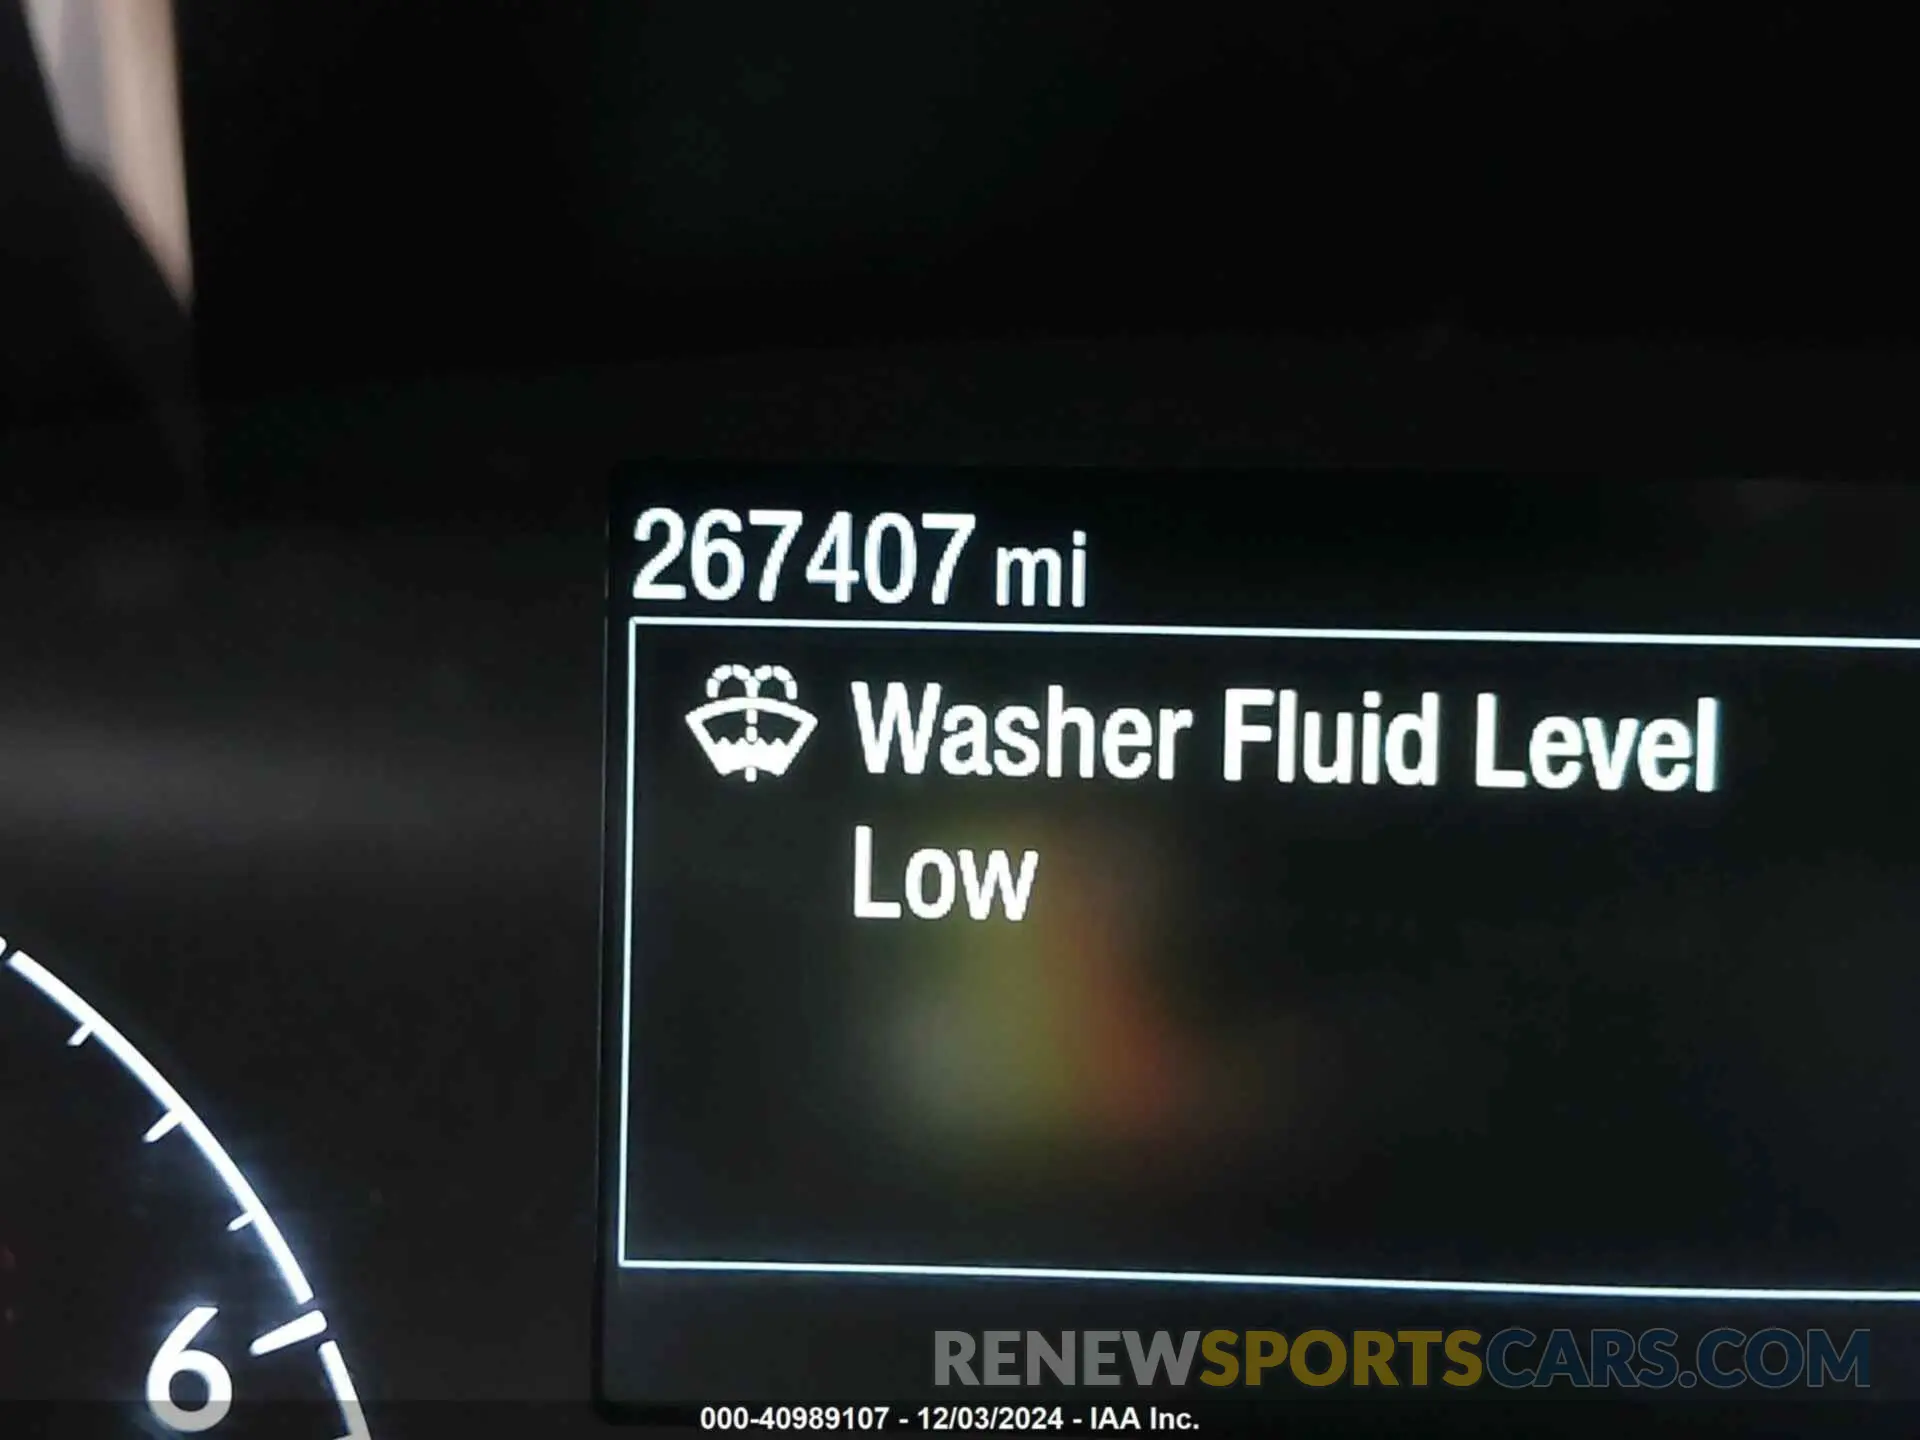 267407 mi
Washer Fluid Level
Low
6
RENEWSPORTSCARS.COM
000-40989107 - 12/03/2024 - IAA Inc.